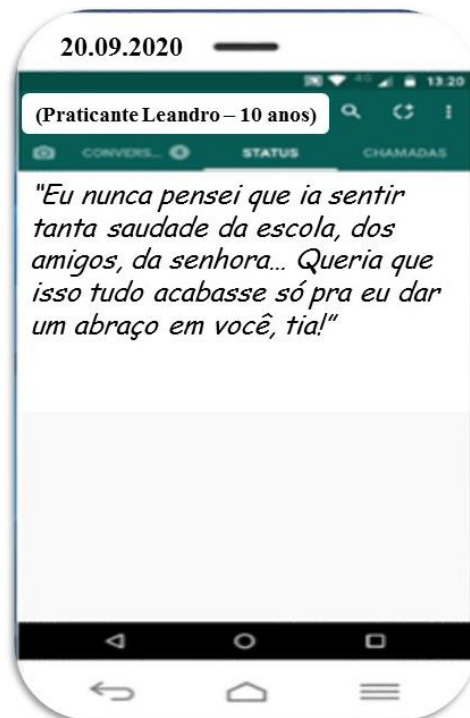 20.09.2020
4G 13:20
(Praticante Leandro – 10 anos)
CONVERS... STATUS CHAMADAS
"Eu nunca pensei que ia sentir
tanta saudade da escola, dos
amigos, da senhora... Queria que
isso tudo acabasse só pra eu dar
um abraço em você, tia!"